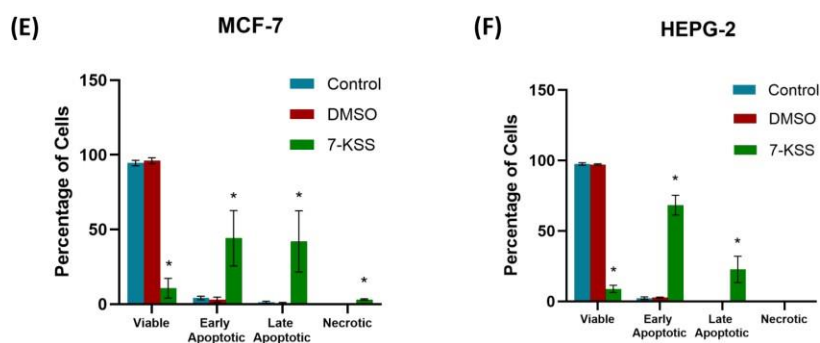 (E)
MCF-7
Control
DMSO
7-KSS
Percentage of Cells
150
100
50
0
*
*
*
*
Viable
Early
Apoptotic
Late
Apoptotic
Necrotic
(F)
HEPG-2
Control
DMSO
7-KSS
Percentage of Cells
150
100
50
0
*
*
*
Viable
Early
Apoptotic
Late
Apoptotic
Necrotic